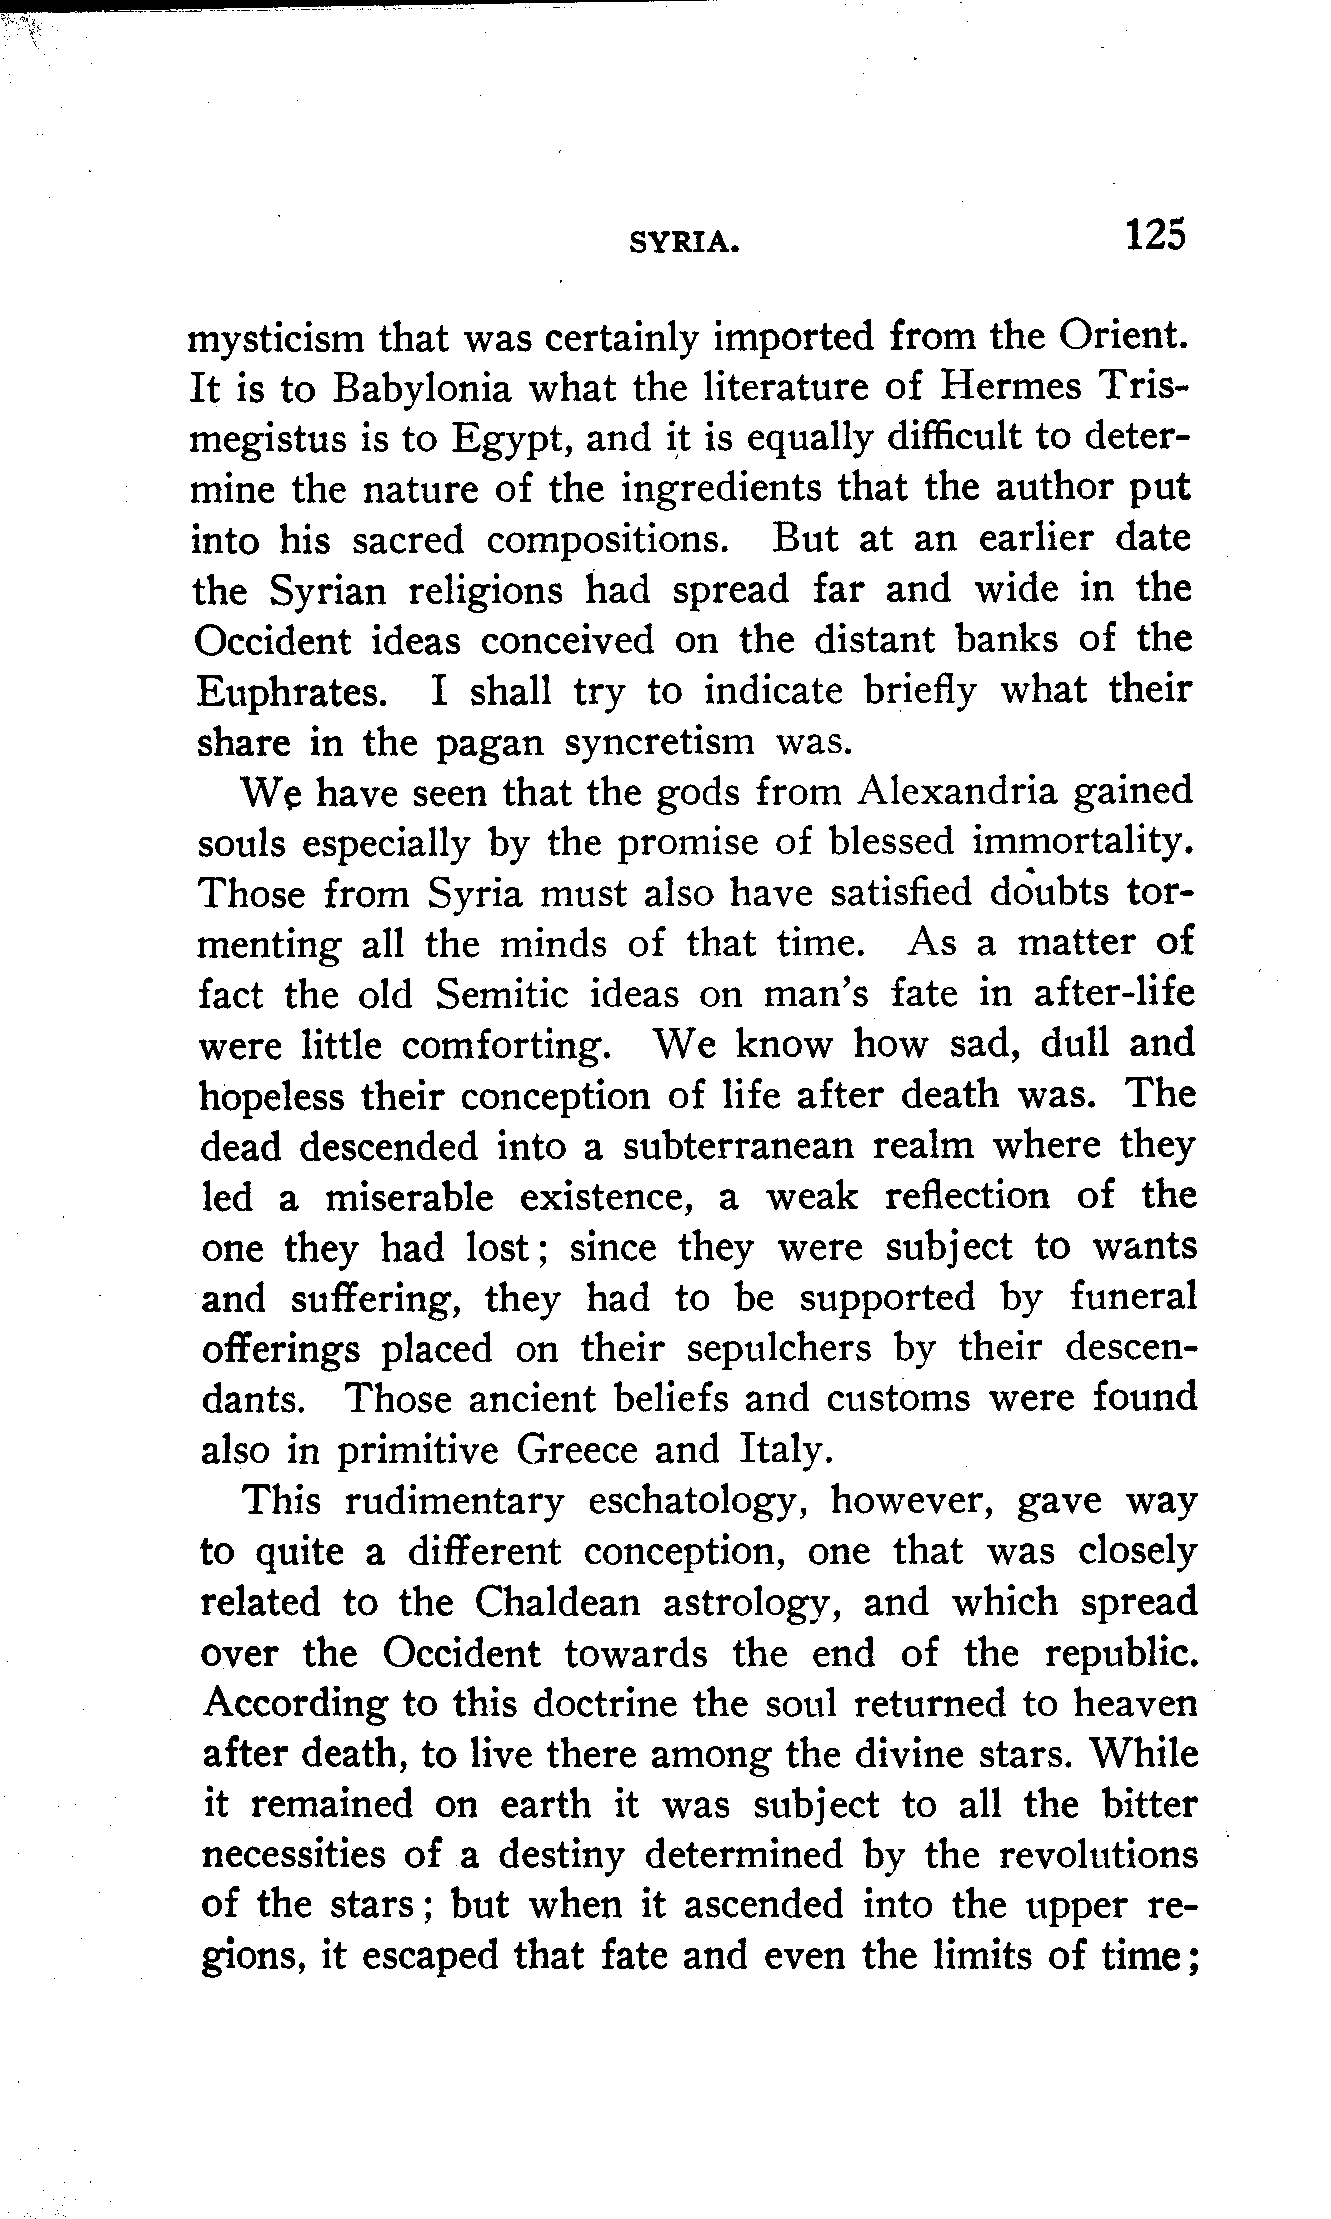 SYRIA. 125
mysticism that was certainly imported from the Orient.
It is to Babylonia what the literature of Hermes Tris-
megistus is to Egypt, and it is equally difficult to deter-
mine the nature of the ingredients that the author put
into his sacred compositions. But at an earlier date
the Syrian religions had spread far and wide in the
Occident ideas conceived on the distant banks of the
Euphrates. I shall try to indicate briefly what their
share in the pagan syncretism was.
We have seen that the gods from Alexandria gained
souls especially by the promise of blessed immortality.
Those from Syria must also have satisfied doubts tor-
menting all the minds of that time. As a matter of
fact the old Semitic ideas on man's fate in after-life
were little comforting. We know how sad, dull and
hopeless their conception of life after death was. The
dead descended into a subterranean realm where they
led a miserable existence, a weak reflection of the
one they had lost; since they were subject to wants
and suffering, they had to be supported by funeral
offerings placed on their sepulchers by their descen-
dants. Those ancient beliefs and customs were found
also in primitive Greece and Italy.
This rudimentary eschatology, however, gave way
to quite a different conception, one that was closely
related to the Chaldean astrology, and which spread
over the Occident towards the end of the republic.
According to this doctrine the soul returned to heaven
after death, to live there among the divine stars. While
it remained on earth it was subject to all the bitter
necessities of a destiny determined by the revolutions
of the stars; but when it ascended into the upper re-
gions, it escaped that fate and even the limits of time;